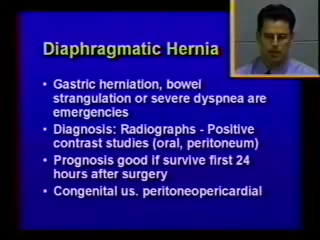 Diaphragmatic Hernia
• Gastric herniation, bowel
strangulation or severe dyspnea are
emergencies
• Diagnosis: Radiographs - Positive
contrast studies (oral, peritoneum)
• Prognosis good if survive first 24
hours after surgery
• Congenital us. peritoneopericardial